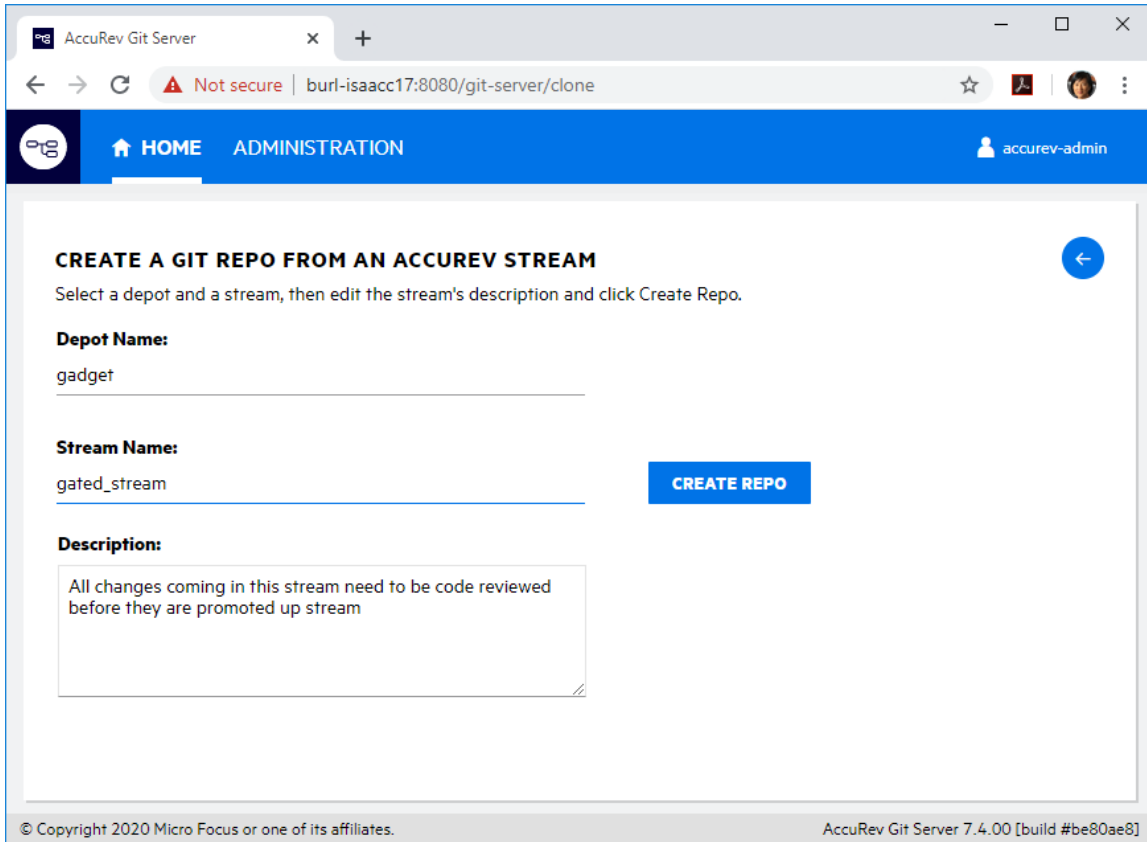 AccuRev Git Server
Not secure | burl-isaacc17:8080/git-server/clone
HOME ADMINISTRATION accurev-admin
CREATE A GIT REPO FROM AN ACCUREV STREAM
Select a depot and a stream, then edit the stream's description and click Create Repo.
Depot Name:
gadget
Stream Name:
gated_stream
CREATE REPO
Description:
All changes coming in this stream need to be code reviewed
before they are promoted up stream
© Copyright 2020 Micro Focus or one of its affiliates. AccuRev Git Server 7.4.00 [build #be80ae8]